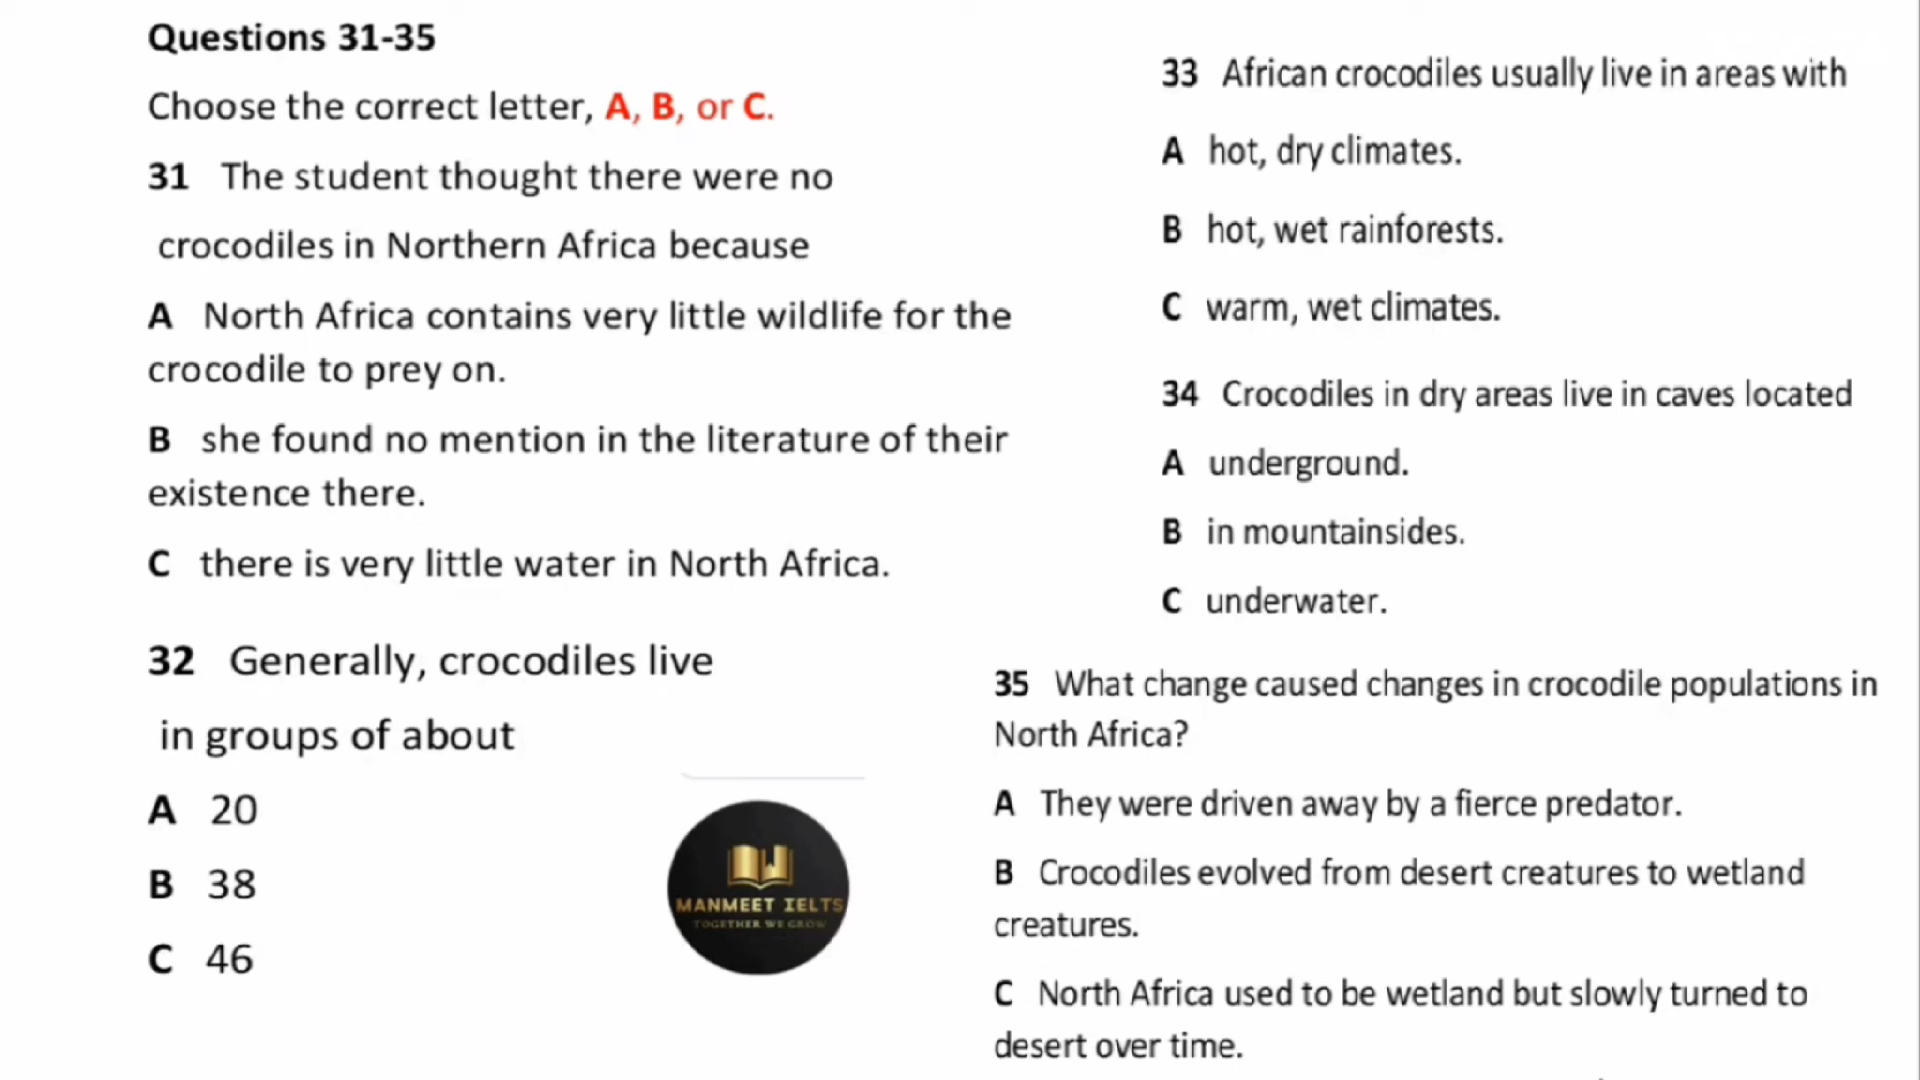 Questions 31-35
Choose the correct letter, A, B, or C.
31 The student thought there were no
crocodiles in Northern Africa because
A North Africa contains very little wildlife for the
crocodile to prey on.
B she found no mention in the literature of their
existence there.
C there is very little water in North Africa.
32 Generally, crocodiles live
in groups of about
A 20
B 38
C 46
MANMEET IELTS
TOGETHER WE GROW
33 African crocodiles usually live in areas with
A hot, dry climates.
B hot, wet rainforests.
C warm, wet climates.
34 Crocodiles in dry areas live in caves located
A underground.
B in mountainsides.
C underwater.
35 What change caused changes in crocodile populations in
North Africa?
A They were driven away by a fierce predator.
B Crocodiles evolved from desert creatures to wetland
creatures.
C North Africa used to be wetland but slowly turned to
desert over time.